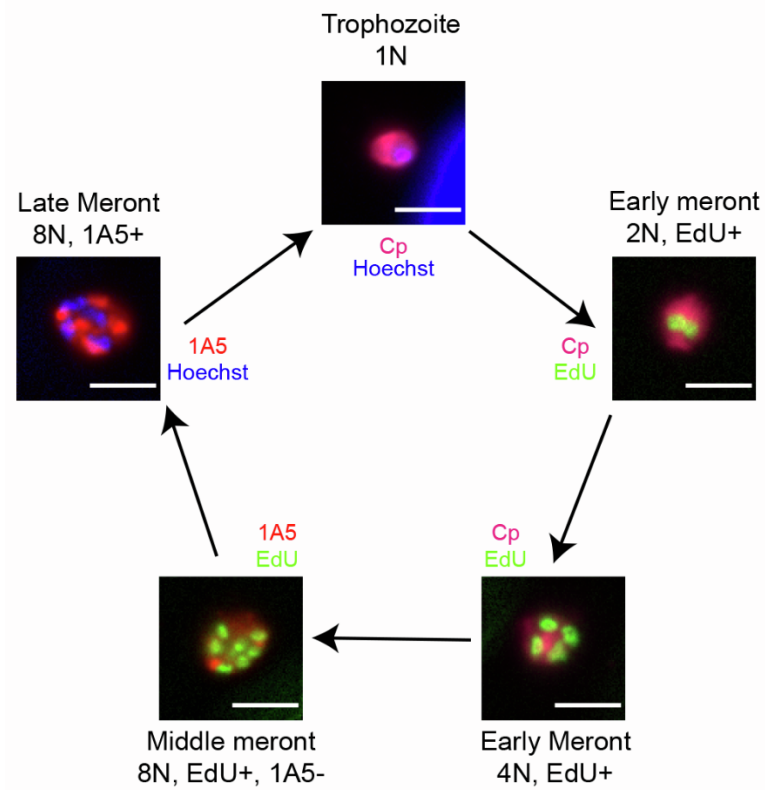 Trophozoite
1N
Cp
Hoechst
Early meront
2N, EdU+
Cp
EdU
Early Meront
4N, EdU+
Cp
EdU
Middle meront
8N, EdU+, 1A5-
1A5
EdU
Late Meront
8N, 1A5+
1A5
Hoechst